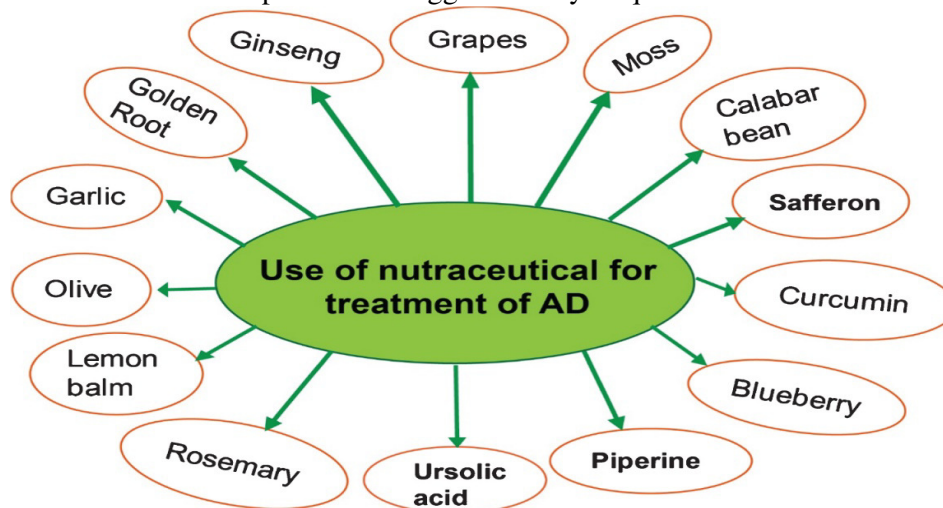 Ginseng
Grapes
Moss
Golden
Root
Calabar
bean
Garlic
Safferon
Use of nutraceutical for
treatment of AD
Olive
Curcumin
Lemon
balm
Blueberry
Rosemary
Ursolic
acid
Piperine